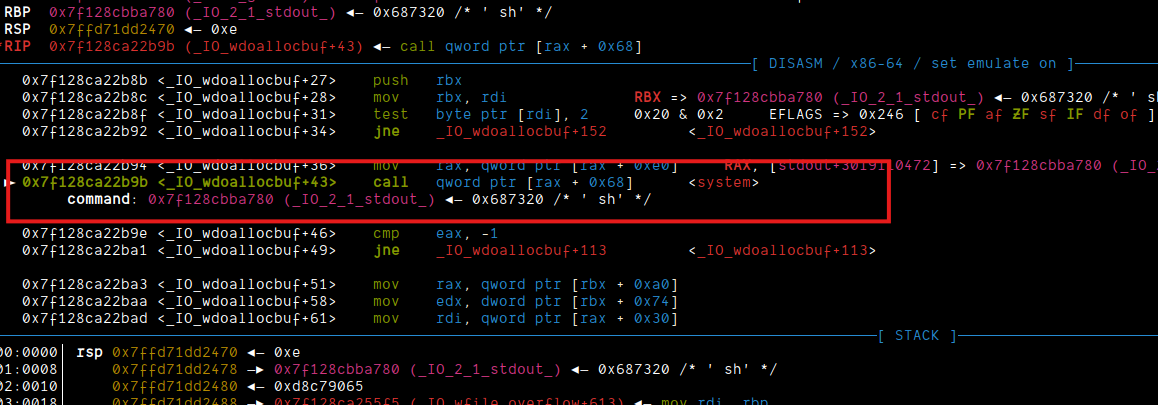 RBP 0x7f128cbba780 (_IO_2_1_stdout_) ◂— 0x687320 /* ' sh' */
RSP 0x7ffd71dd2470 ◂— 0xe
*RIP 0x7f128ca22b9b (_IO_wdoallocbuf+43) ◂— call qword ptr [rax + 0x68]
[ DISASM / x86-64 / set emulate on ]
0x7f128ca22b8b <_IO_wdoallocbuf+27> push rbx
0x7f128ca22b8c <_IO_wdoallocbuf+28> mov rbx, rdi RBX => 0x7f128cbba780 (_IO_2_1_stdout_) ◂— 0x687320 /* ' sh
0x7f128ca22b8f <_IO_wdoallocbuf+31> test byte ptr [rdi], 2 0x20 & 0x2 EFLAGS => 0x246 [ cf PF af ZF sf IF df of ]
0x7f128ca22b92 <_IO_wdoallocbuf+34> jne _IO_wdoallocbuf+152 <_IO_wdoallocbuf+152>
0x7f128ca22b94 <_IO_wdoallocbuf+36> mov rax, qword ptr [rax + 0xe0] RAX, => 0x7f128cbba780 (_IO_
► 0x7f128ca22b9b <_IO_wdoallocbuf+43> call qword ptr [rax + 0x68] <system>
command: 0x7f128cbba780 (_IO_2_1_stdout_) ◂— 0x687320 /* ' sh' */
0x7f128ca22b9e <_IO_wdoallocbuf+46> cmp eax, -1
0x7f128ca22ba1 <_IO_wdoallocbuf+49> jne _IO_wdoallocbuf+113 <_IO_wdoallocbuf+113>
0x7f128ca22ba3 <_IO_wdoallocbuf+51> mov rax, qword ptr [rbx + 0xa0]
0x7f128ca22baa <_IO_wdoallocbuf+58> mov edx, dword ptr [rbx + 0x74]
0x7f128ca22bad <_IO_wdoallocbuf+61> mov rdi, qword ptr [rax + 0x30]
[ STACK ]
00:0000│ rsp 0x7ffd71dd2470 ◂— 0xe
01:0008│ 0x7ffd71dd2478 —▸ 0x7f128cbba780 (_IO_2_1_stdout_) ◂— 0x687320 /* ' sh' */
02:0010│ 0x7ffd71dd2480 ◂— 0xd8c79065
03:0018│ 0x7ffd71dd2488 —▸ 0x7f128ca255f5 (_IO_wfile_overflow+613) ◂— mov rdi, rbp